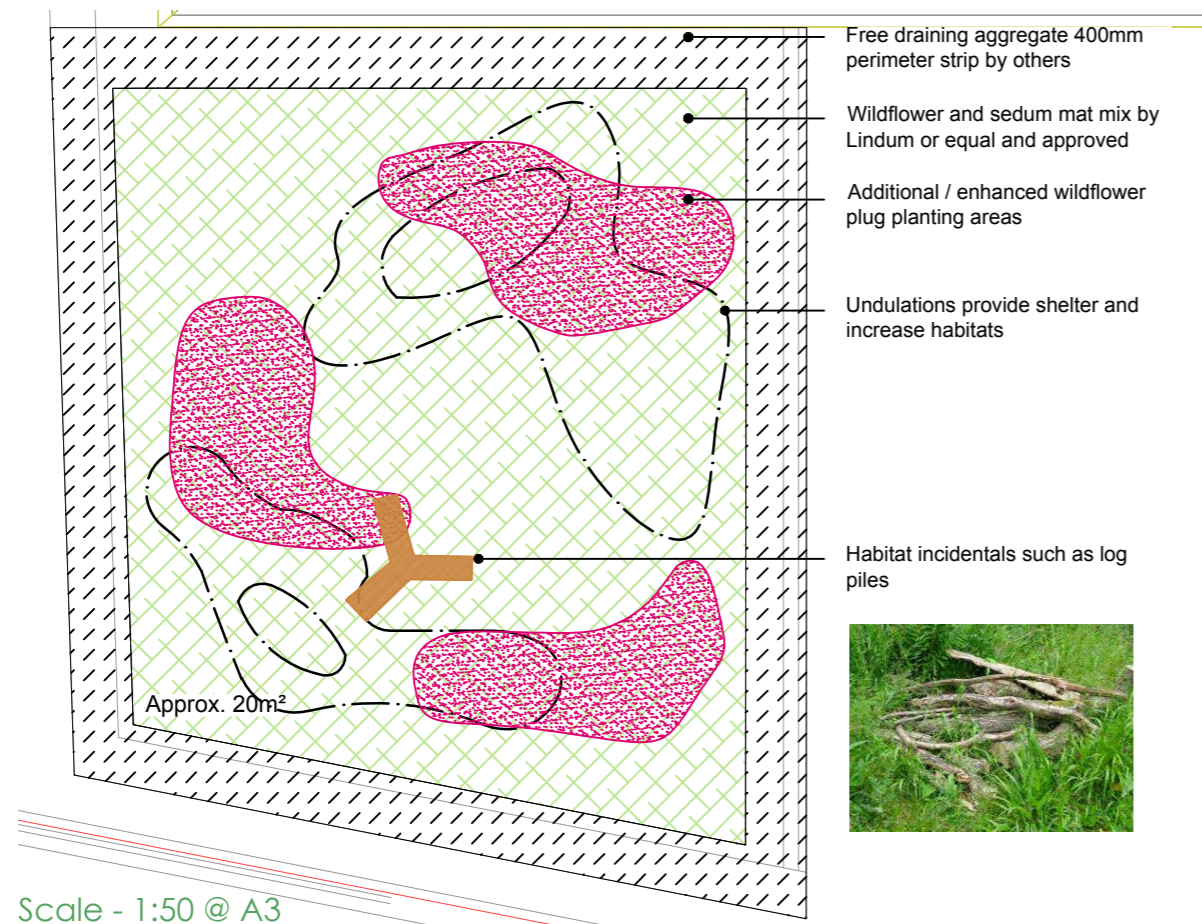 Free draining aggregate 400mm
perimeter strip by others
Wildflower and sedum mat mix by
Lindum or equal and approved
Additional / enhanced wildflower
plug planting areas
Undulations provide shelter and
increase habitats
Habitat incidentals such as log
piles
Approx. 20m²
Scale - 1:50 @ A3